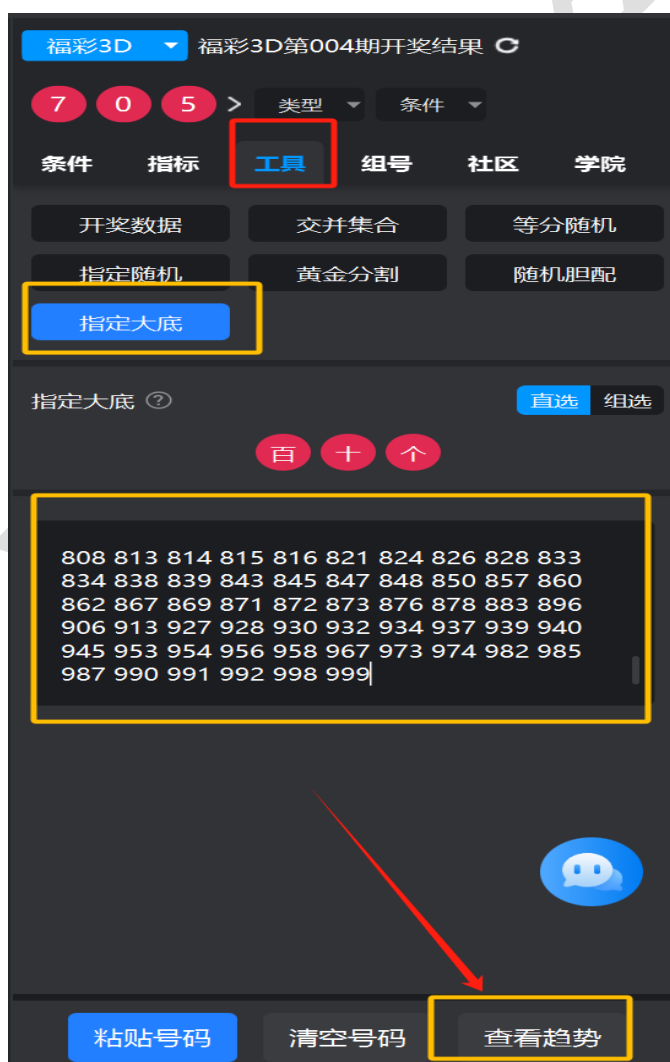 福彩3D 福彩3D第004期开奖结果
7 0 5 > 类型 条件
条件 指标 工具 组号 社区 学院
开奖数据 交并集合 等分随机
指定随机 黄金分割 随机胆配
指定大底
指定大底 ? 直选 组选
百 十 个
808 813 814 815 816 821 824 826 828 833
834 838 839 843 845 847 848 850 857 860
862 867 869 871 872 873 876 878 883 896
906 913 927 928 930 932 934 937 939 940
945 953 954 956 958 967 973 974 982 985
987 990 991 992 998 999
粘贴号码 清空号码 查看趋势